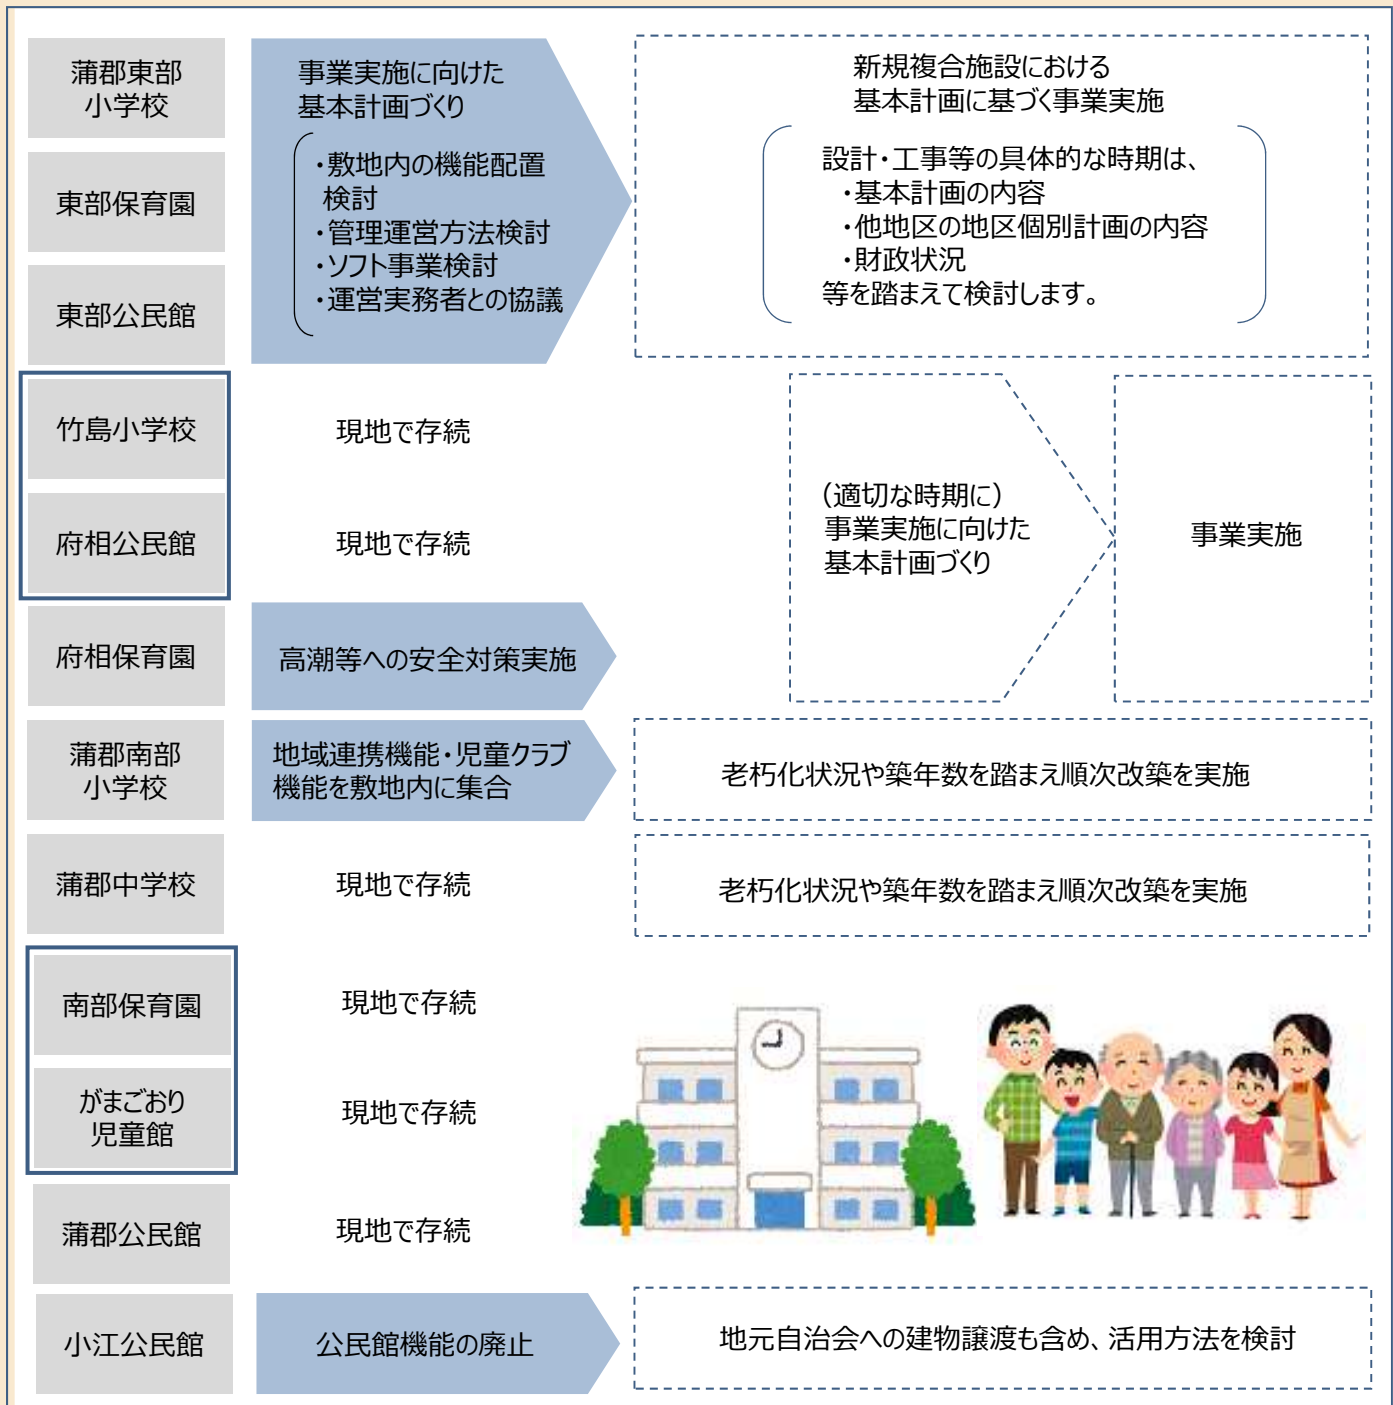 蒲郡東部
小学校
事業実施に向けた
基本計画づくり
・敷地内の機能配置
検討
・管理運営方法検討
・ソフト事業検討
・運営実務者との協議
新規複合施設における
基本計画に基づく事業実施
設計・工事等の具体的な時期は、
・基本計画の内容
・他地区の地区個別計画の内容
・財政状況
等を踏まえて検討します。
東部保育園
東部公民館
竹島小学校
現地で存続
府相公民館
現地で存続
(適切な時期に)
事業実施に向けた
基本計画づくり
事業実施
府相保育園
高潮等への安全対策実施
蒲郡南部
小学校
地域連携機能・児童クラブ
機能を敷地内に集合
老朽化状況や築年数を踏まえ順次改築を実施
蒲郡中学校
現地で存続
老朽化状況や築年数を踏まえ順次改築を実施
南部保育園
現地で存続
がまごおり
児童館
現地で存続
蒲郡公民館
現地で存続
小江公民館
公民館機能の廃止
地元自治会への建物譲渡も含め、活用方法を検討